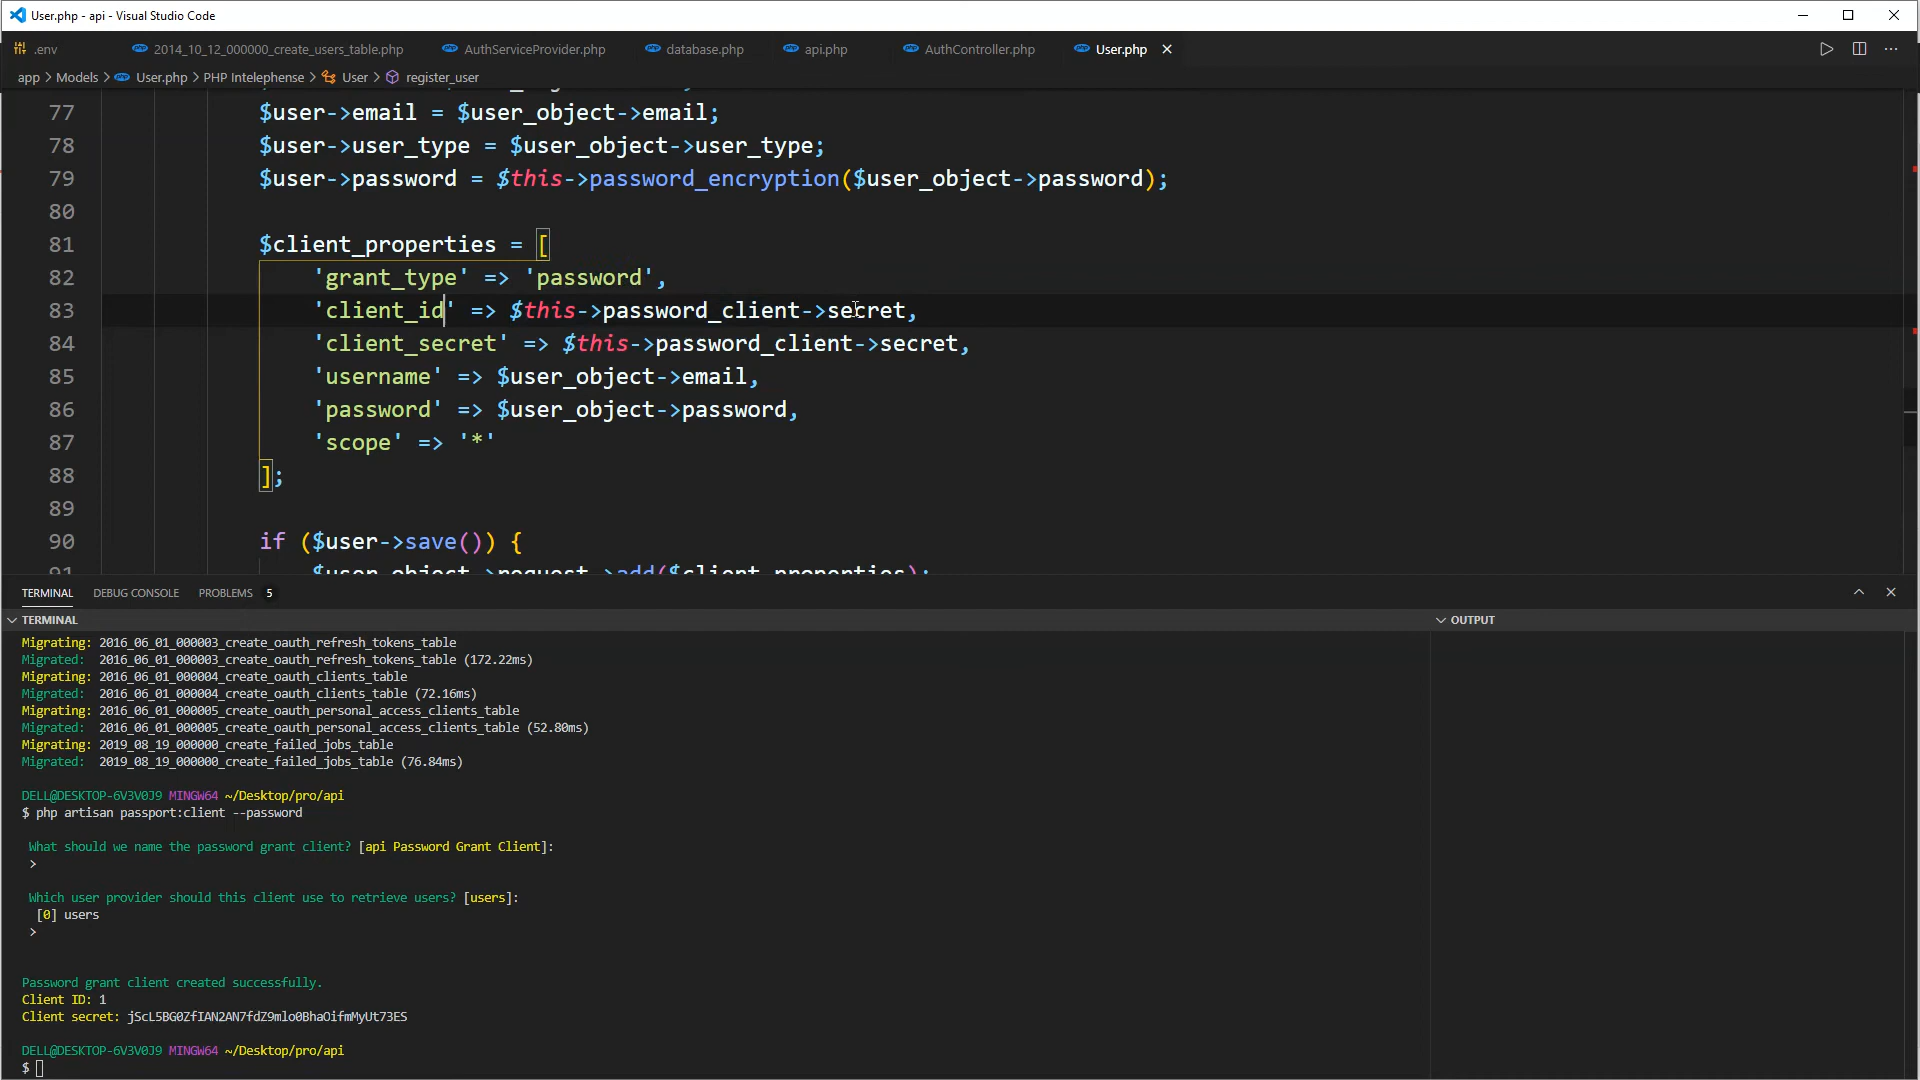 User.php - api - Visual Studio Code
.env 2014_10_12_000000_create_users_table.php AuthServiceProvider.php database.php api.php AuthController.php User.php
app > Models > User.php > PHP Intelephense > User > register_user
77 $user->email = $user_object->email;
78 $user->user_type = $user_object->user_type;
79 $user->password = $this->password_encryption($user_object->password);
80
81 $client_properties = [
82 'grant_type' => 'password',
83 'client_id' => $this->password_client->secret,
84 'client_secret' => $this->password_client->secret,
85 'username' => $user_object->email,
86 'password' => $user_object->password,
87 'scope' => '*'
88 ];
89
90 if ($user->save()) {
91 $user_object->request->add($client_properties);
TERMINAL DEBUG CONSOLE PROBLEMS 5
TERMINAL
OUTPUT
Migrating: 2016_06_01_000003_create_oauth_refresh_tokens_table
Migrated: 2016_06_01_000003_create_oauth_refresh_tokens_table (172.22ms)
Migrating: 2016_06_01_000004_create_oauth_clients_table
Migrated: 2016_06_01_000004_create_oauth_clients_table (72.16ms)
Migrating: 2016_06_01_000005_create_oauth_personal_access_clients_table
Migrated: 2016_06_01_000005_create_oauth_personal_access_clients_table (52.80ms)
Migrating: 2019_08_19_000000_create_failed_jobs_table
Migrated: 2019_08_19_000000_create_failed_jobs_table (76.84ms)
DELL@DESKTOP-6V3V0J9 MINGW64 ~/Desktop/pro/api
$ php artisan passport:client --password
What should we name the password grant client? [api Password Grant Client]:
>
Which user provider should this client use to retrieve users? [users]:
[0] users
>
Password grant client created successfully.
Client ID: 1
Client secret: jScL5BG0ZfIAN2AN7fdZ9mlo0BhaOifmMyUt73ES
DELL@DESKTOP-6V3V0J9 MINGW64 ~/Desktop/pro/api
$